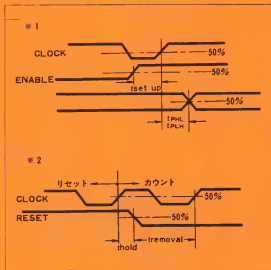 ※1
CLOCK
50%
ENABLE
50%
tset up
50%
tPHL
tPLH
※2
リセット カウント
CLOCK
50%
RESET
50%
thold
tremoval